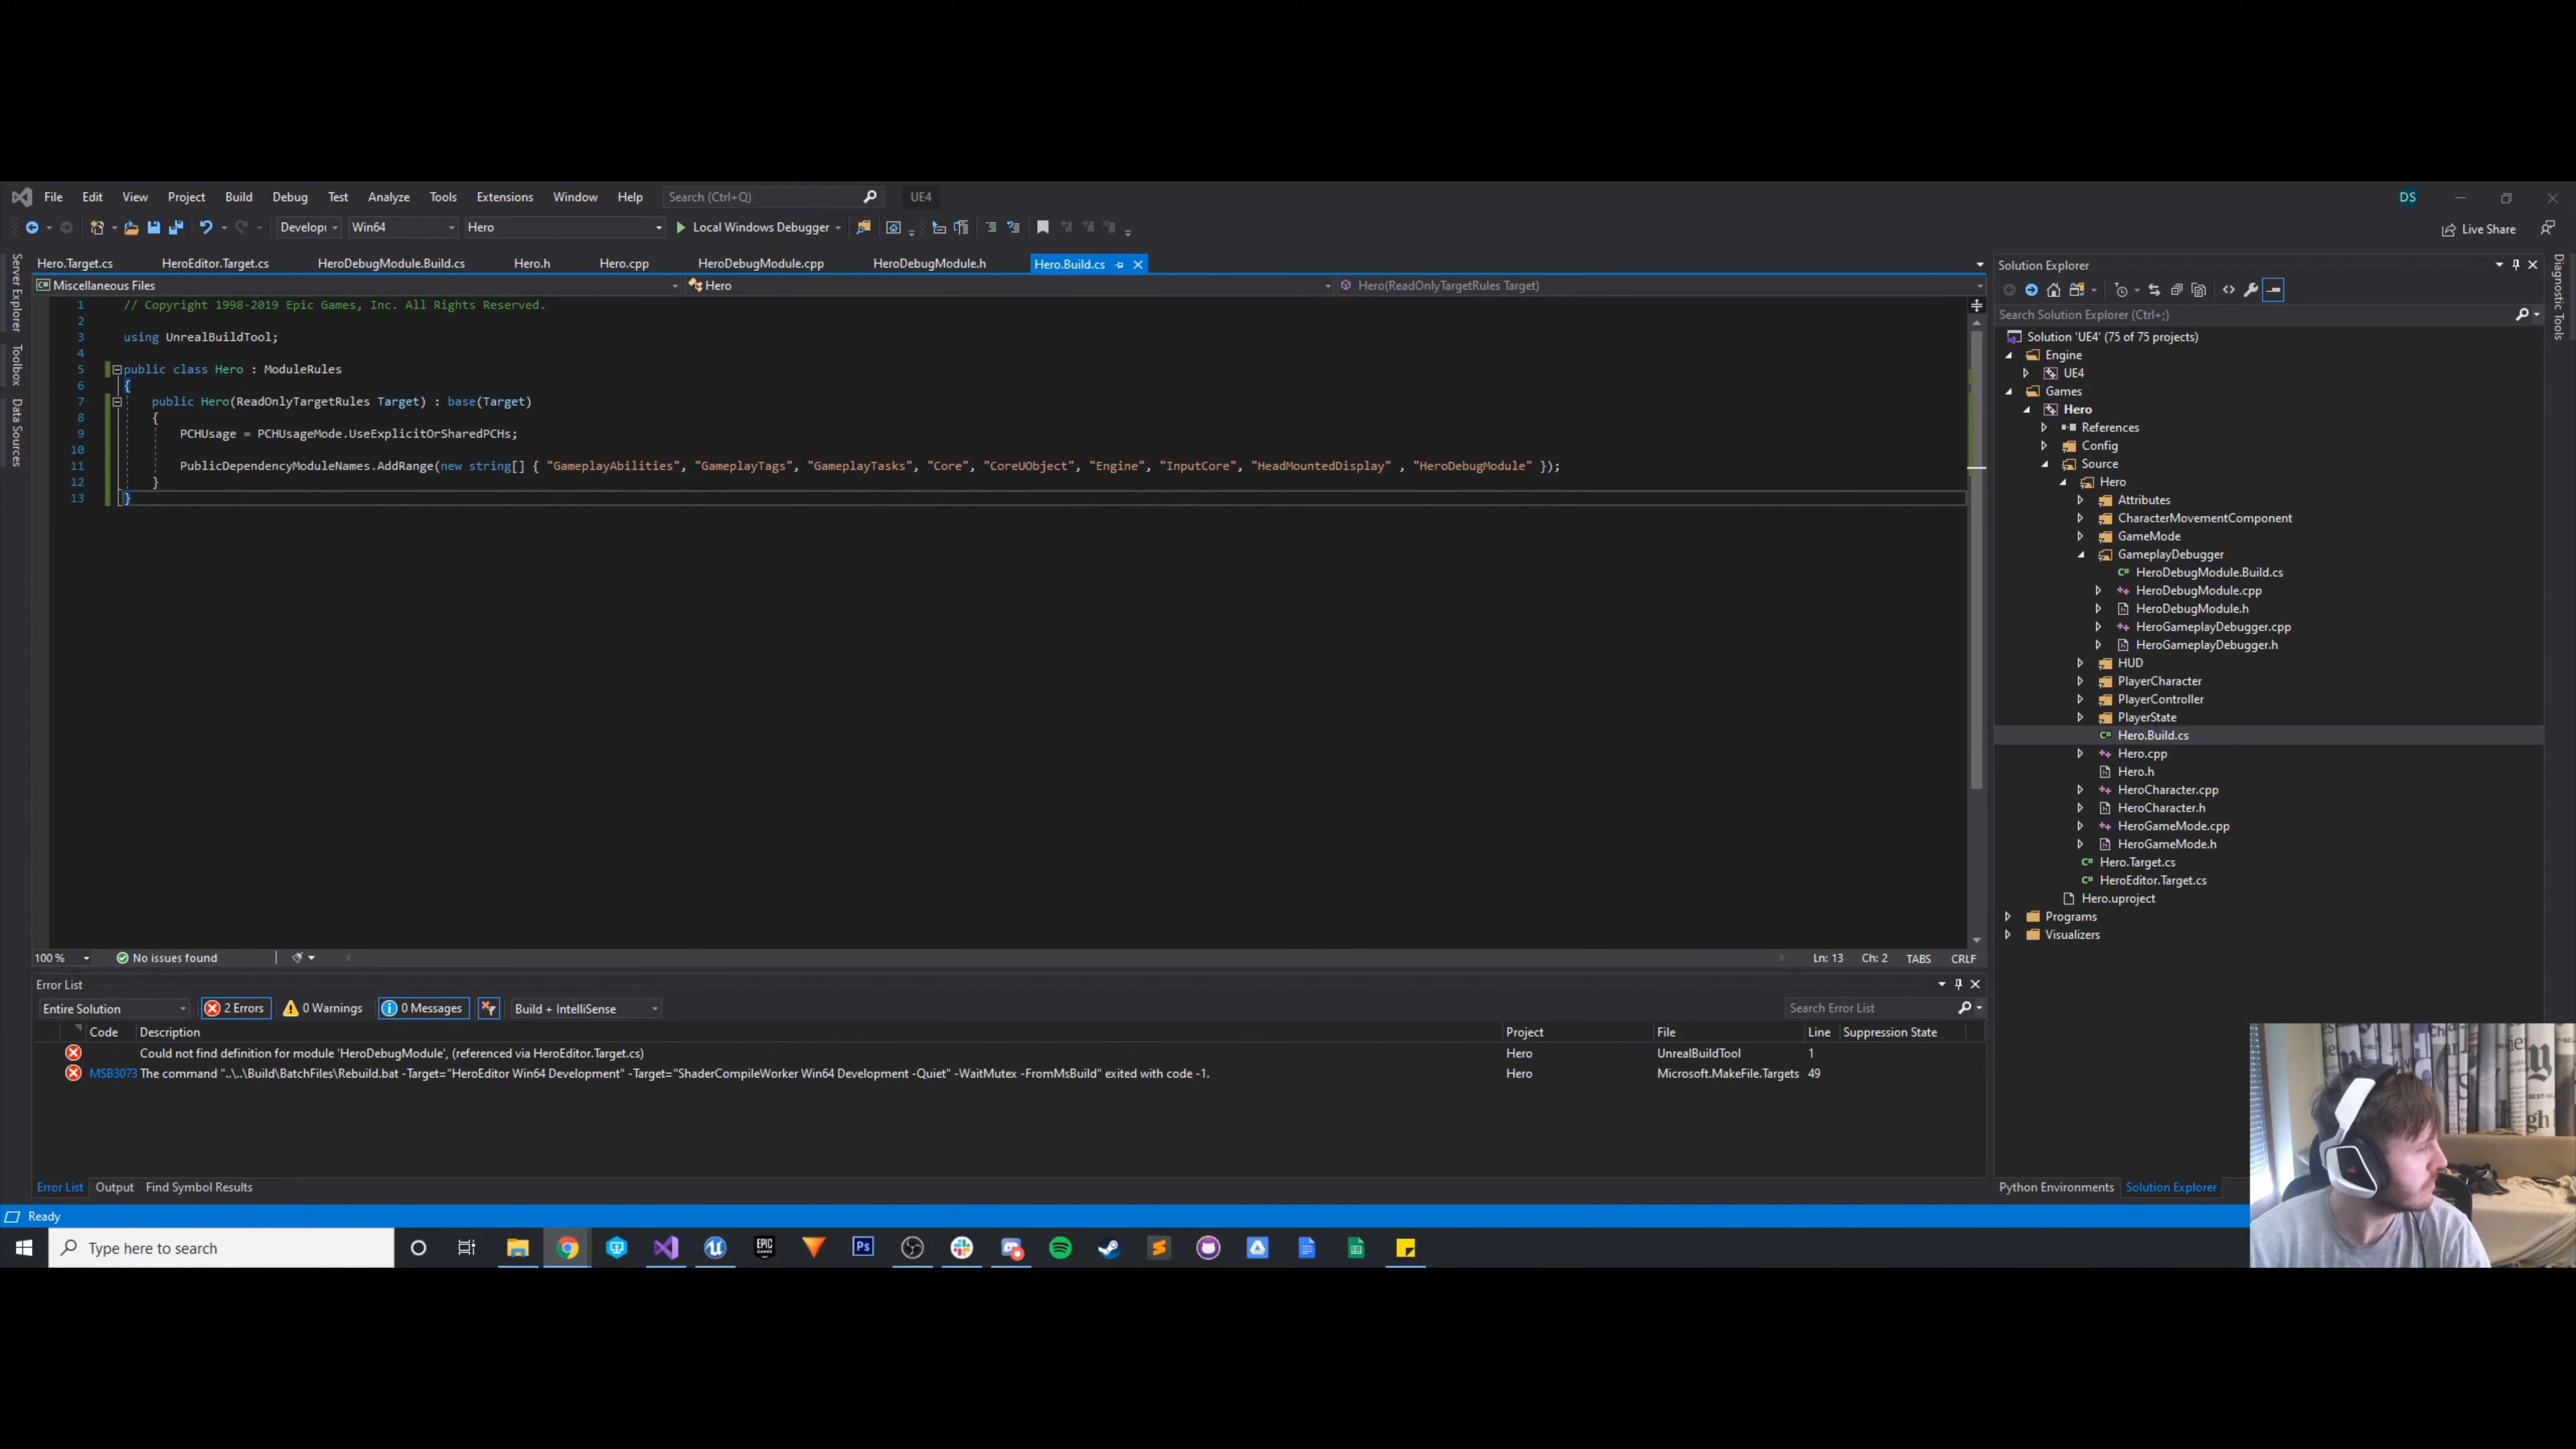 File Edit View Project Build Debug Test Analyze Tools Extensions Window Help Search (Ctrl+Q) UE4 DS
Develop Win64 Hero Local Windows Debugger Live Share
Hero.Target.cs HeroEditor.Target.cs HeroDebugModule.Build.cs Hero.h Hero.cpp HeroDebugModule.cpp HeroDebugModule.h Hero.Build.cs
Miscellaneous Files Hero Hero(ReadOnlyTargetRules Target)
Server Explorer
Toolbox
Data Sources
1 // Copyright 1998-2019 Epic Games, Inc. All Rights Reserved.
2
3 using UnrealBuildTool;
4
5 public class Hero : ModuleRules
6 {
7 public Hero(ReadOnlyTargetRules Target) : base(Target)
8 {
9 PCHUsage = PCHUsageMode.UseExplicitOrSharedPCHs;
10
11 PublicDependencyModuleNames.AddRange(new string[] { "GameplayAbilities", "GameplayTags", "GameplayTasks", "Core", "CoreUObject", "Engine", "InputCore", "HeadMountedDisplay" , "HeroDebugModule" });
12 }
13 }
100 % No issues found Ln: 13 Ch: 2 TABS CRLF
Solution Explorer
Search Solution Explorer (Ctrl+;)
Solution 'UE4' (75 of 75 projects)
Engine
UE4
Games
Hero
References
Config
Source
Hero
Attributes
CharacterMovementComponent
GameMode
GameplayDebugger
HeroDebugModule.Build.cs
HeroDebugModule.cpp
HeroDebugModule.h
HeroGameplayDebugger.cpp
HeroGameplayDebugger.h
HUD
PlayerCharacter
PlayerController
PlayerState
Hero.Build.cs
Hero.cpp
Hero.h
HeroCharacter.cpp
HeroCharacter.h
HeroGameMode.cpp
HeroGameMode.h
Hero.Target.cs
HeroEditor.Target.cs
Hero.uproject
Programs
Visualizers
Python Environments Solution Explorer
Diagnostic Tools
Error List
Entire Solution 2 Errors 0 Warnings 0 Messages Build + IntelliSense Search Error List
Code Description Project File Line Suppression State
Could not find definition for module 'HeroDebugModule', (referenced via HeroEditor.Target.cs) Hero UnrealBuildTool 1
MSB3073 The command "..\..\Build\BatchFiles\Rebuild.bat -Target="HeroEditor Win64 Development" -Target="ShaderCompileWorker Win64 Development -Quiet" -WaitMutex -FromMsBuild" exited with code -1. Hero Microsoft.MakeFile.Targets 49
Error List Output Find Symbol Results
Ready
Type here to search
EPIC GAMES
Ps